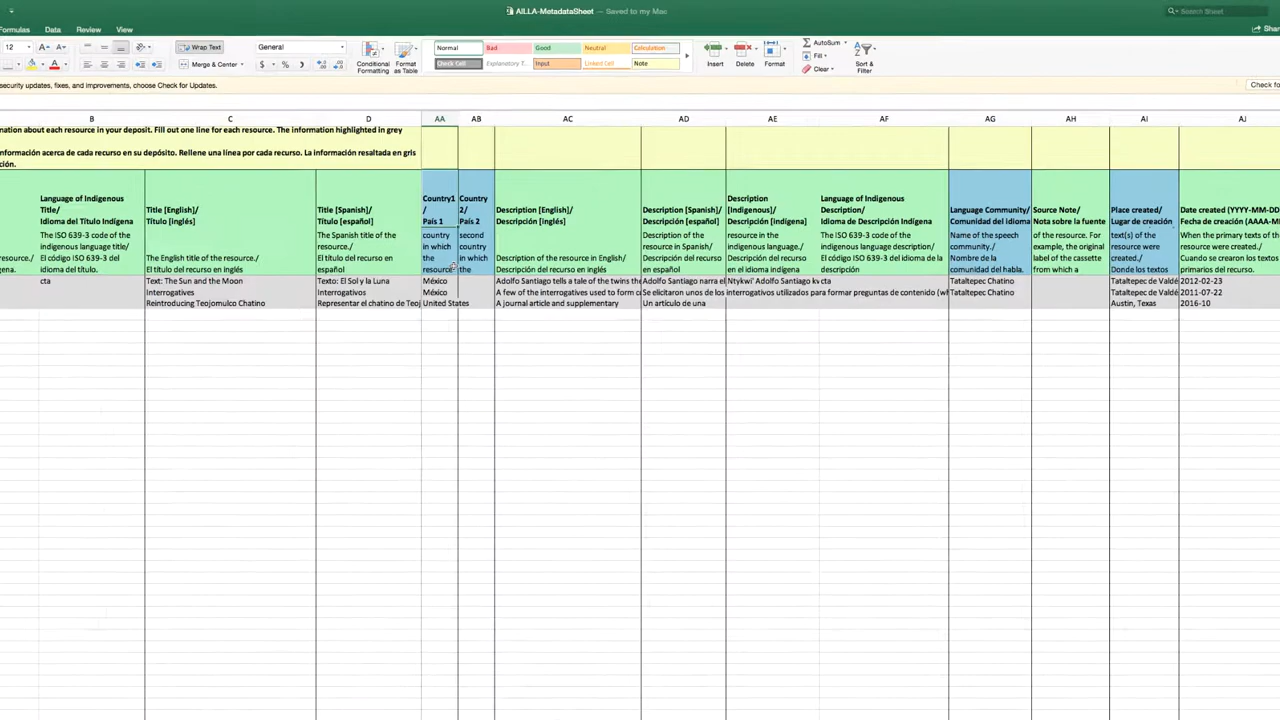 AILLA-MetadataSheet — Saved to my Mac
Search Sheet
Formulas Data Review View
Share
12 A A Wrap Text General AutoSum
Normal Bad Good Neutral Calculation
Fill
Merge & Center $ % Check Cell Explanatory T... Input Linked Cell Note
Conditional Formatting Format as Table Insert Delete Format Clear Sort & Filter
security updates, fixes, and improvements, choose Check for Updates.
Check fo
B C D AA AB AC AD AE AF AG AH AI AJ
nation about each resource in your deposit. Fill out one line for each resource. The information highlighted in grey
información acerca de cada recurso en su depósito. Rellene una línea por cada recurso. La información resaltada en gris
ción.
Language of Indigenous
Title/
Idioma del Título Indígena
Title [English]/
Título [inglés]
Title [Spanish]/
Título [español]
Country1
/
País 1
Country
2/
País 2
Description [English]/
Descripción [inglés]
Description [Spanish]/
Descripción [español]
Description
[Indigenous]/
Descripción [indígena]
Language of Indigenous
Description/
Idioma de Descripción Indígena
Language Community/
Comunidad del idioma
Source Note/
Nota sobre la fuente
Place created/
Lugar de creación
Date created (YYYY-MM-DD
Fecha de creación (AAAA-M
resource./
gena.
The ISO 639-3 code of the
indigenous language title/
El código ISO 639-3 del
idioma del título.
The English title of the resource./
El título del recurso en inglés
The Spanish title of the
resource./
El título del recurso en
español
country
in which
the
resource
second
country
in which
the
Description of the resource in English/
Descripción del recurso en inglés
Description of the
resource in Spanish/
Descripción del recurso
en español
resource in the
indigenous language./
Descripción del recurso
en el idioma indígena
The ISO 639-3 code of the
indigenous language description/
El código ISO 639-3 de la
descripción
Name of the speech
community./
Nombre de la
comunidad del habla.
of the resource. For
example, the original
label of the cassette
from which a
text(s) of the
resource were
created./
Donde los textos
When the primary texts of the
resource were created./
Cuando se crearon los textos
primarios del recurso.
cta Text: The Sun and the Moon Texto: El Sol y la Luna México Adolfo Santiago tells a tale of the twins the Adolfo Santiago narra el Ntykwi' Adolfo Santiago kv cta Tataltepec Chatino Tataltepec de Valdé 2012-02-23
Interrogatives Interrogativos México A few of the interrogatives used to form c Se elicitaron unos de los interrogativos utilizados para formar preguntas de contenido (wh Tataltepec Chatino Tataltepec de Valdé 2011-07-22
Reintroducing Teojomulco Chatino Representar el chatino de Teoj United States A journal article and supplementary Un artículo de una Austin, Texas 2016-10